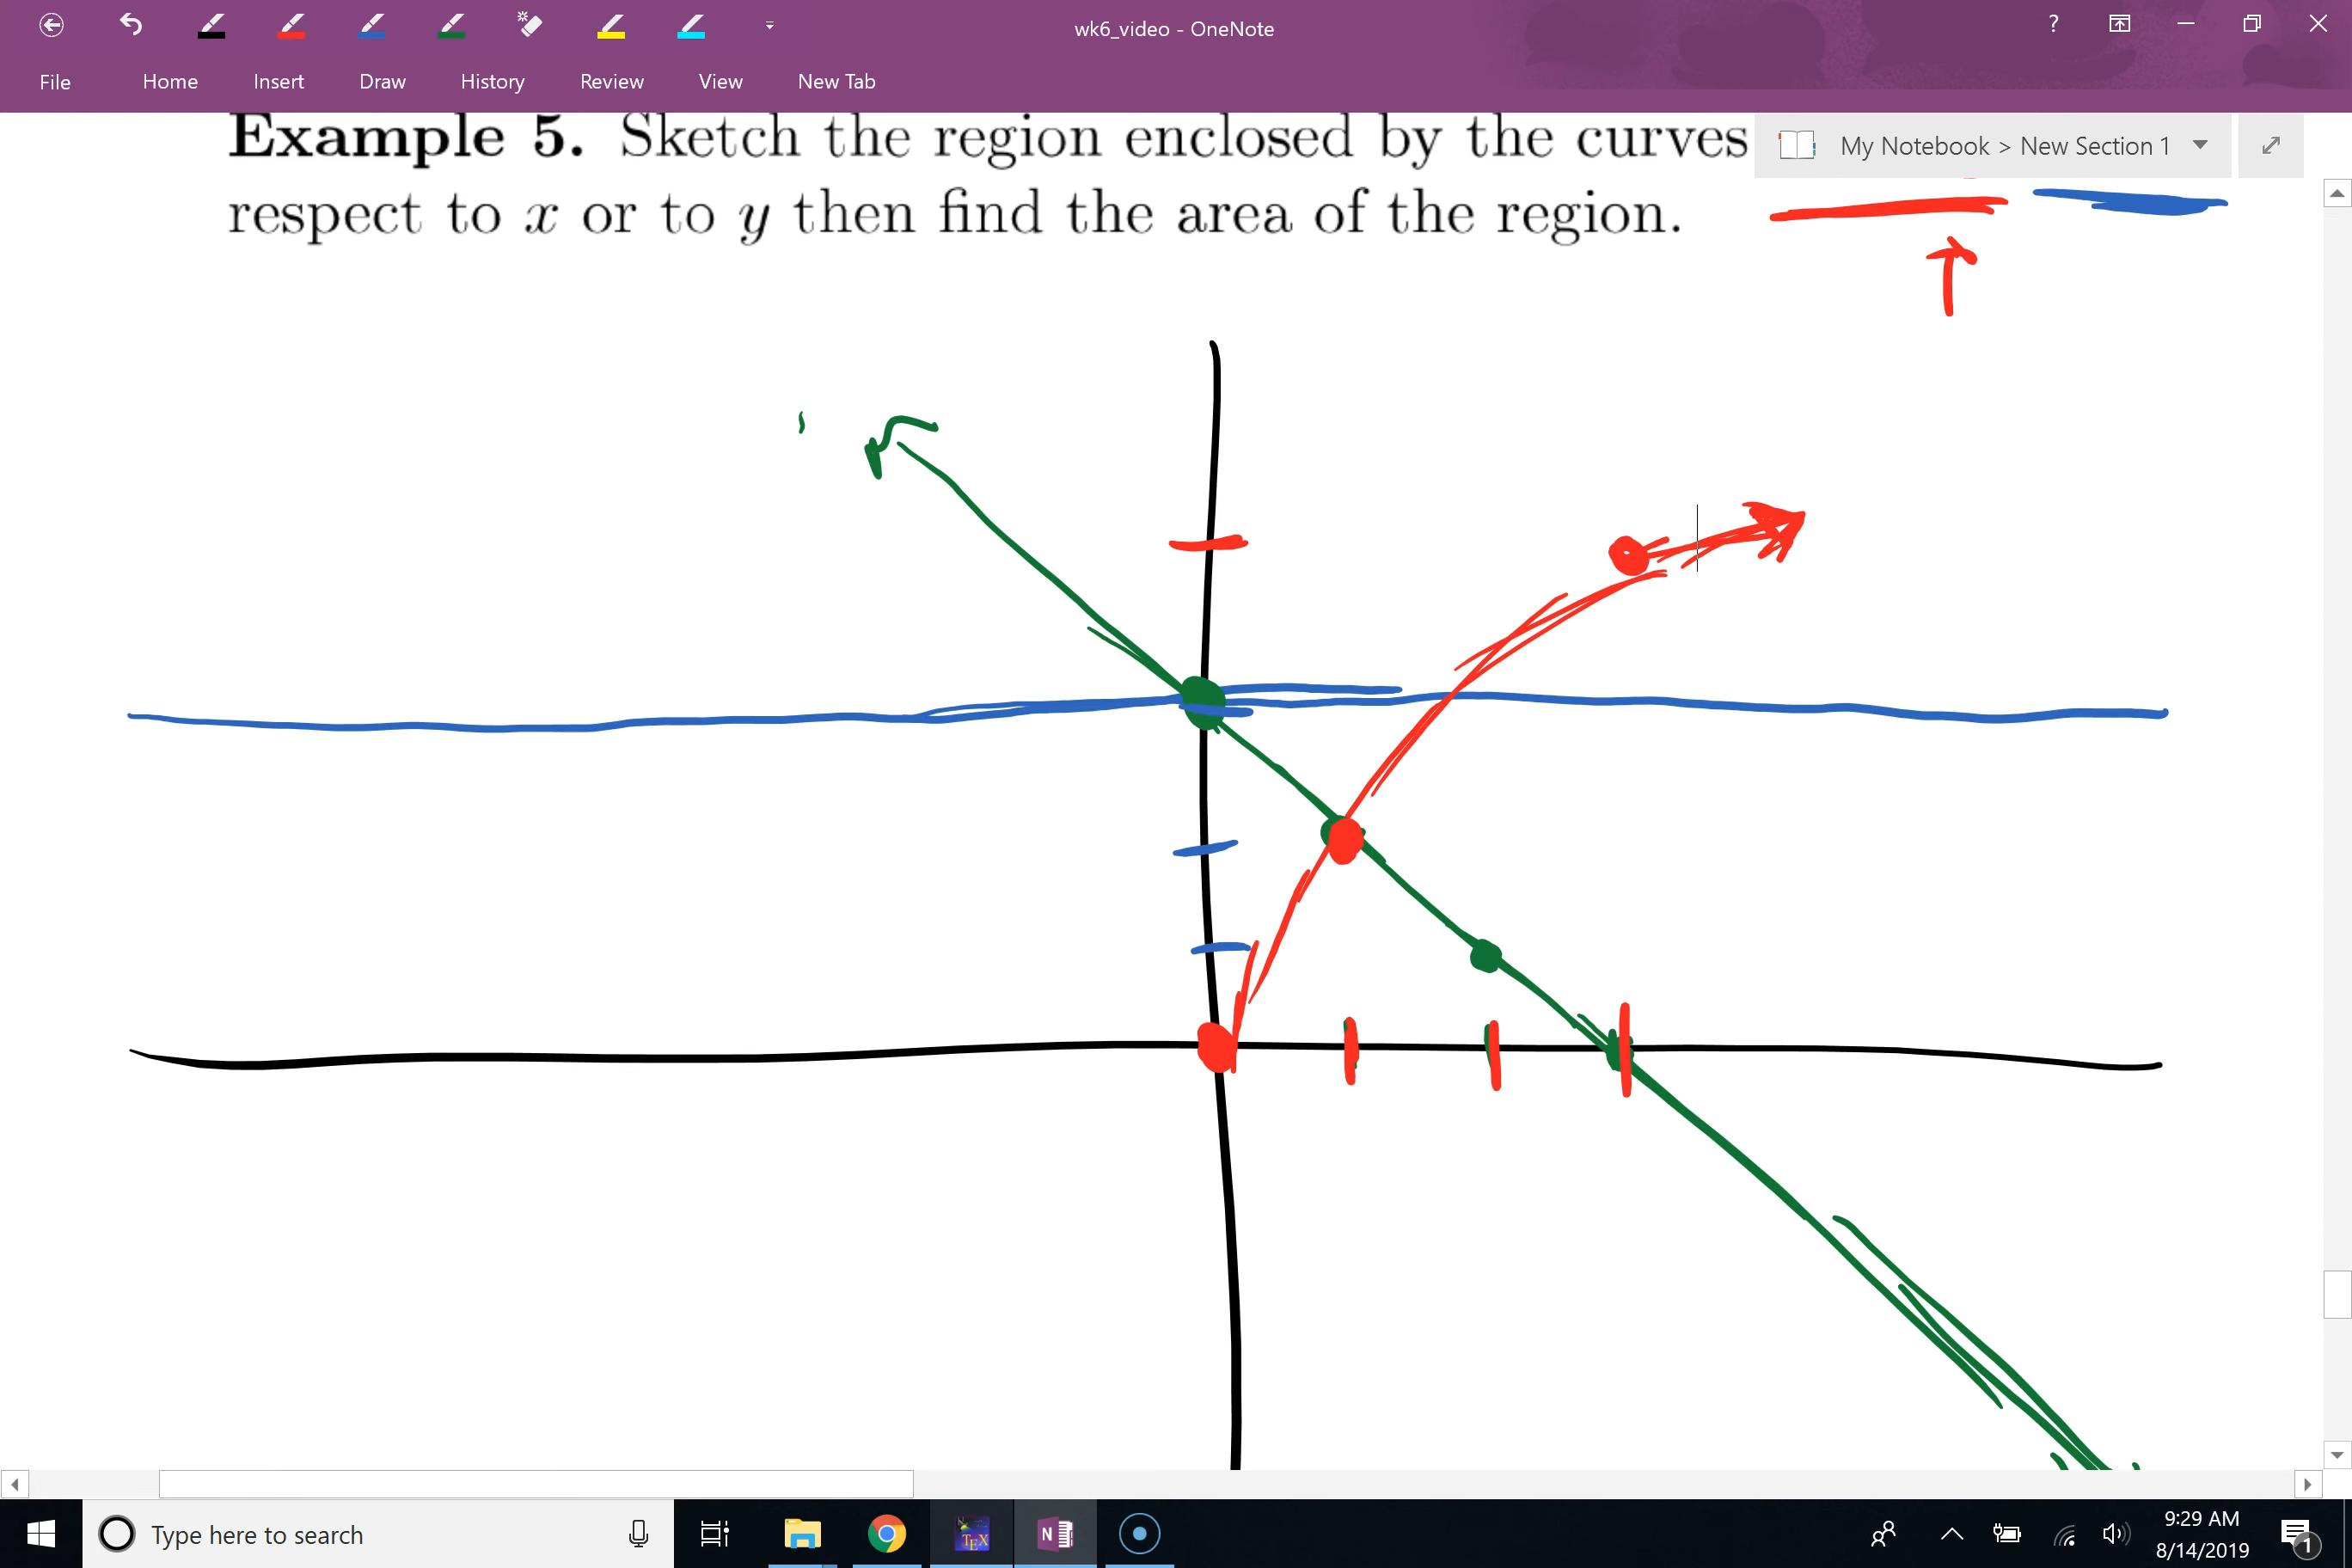 wk6_video - OneNote
?
File Home Insert Draw History Review View New Tab
Example 5. Sketch the region enclosed by the curves
My Notebook > New Section 1
respect to x or to y then find the area of the region.
Type here to search
TEX
N
9:29 AM
8/14/2019
1